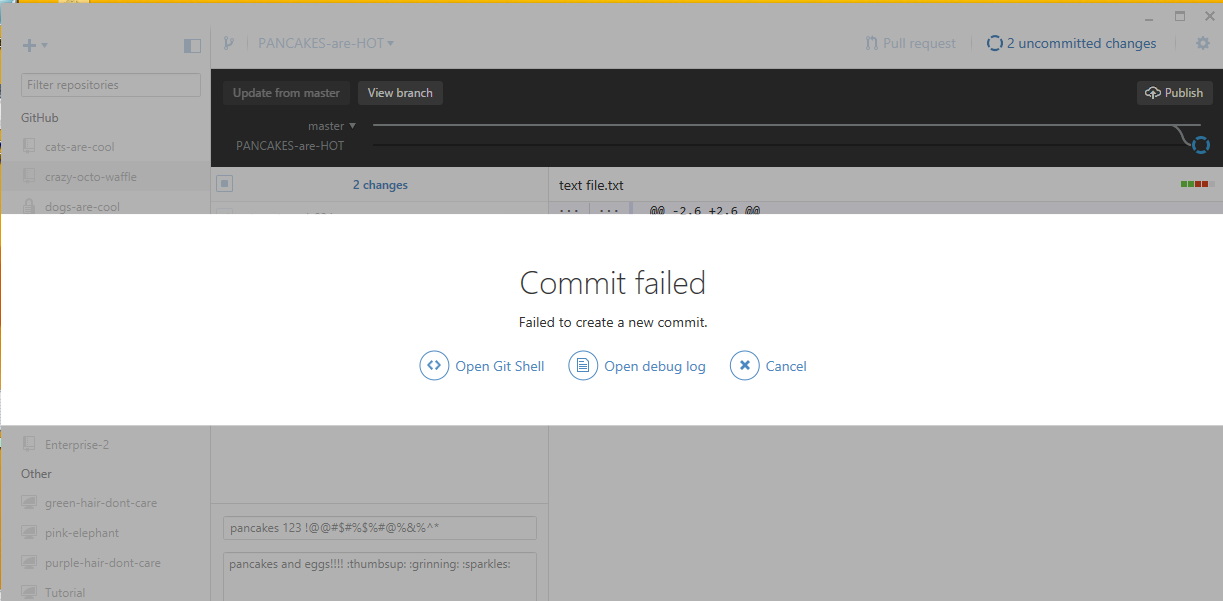 PANCAKES-are-HOT
Pull request
2 uncommitted changes
Filter repositories
Update from master
View branch
Publish
GitHub
master
cats-are-cool
PANCAKES-are-HOT
crazy-octo-waffle
2 changes
text file.txt
dogs-are-cool
@@ -2,6 +2,6 @@
Commit failed
Failed to create a new commit.
Open Git Shell
Open debug log
Cancel
Enterprise-2
Other
green-hair-dont-care
pancakes 123 !@@#$#%$%#@%&%^*
pink-elephant
purple-hair-dont-care
pancakes and eggs!!!! :thumbsup: :grinning: :sparkles:
Tutorial